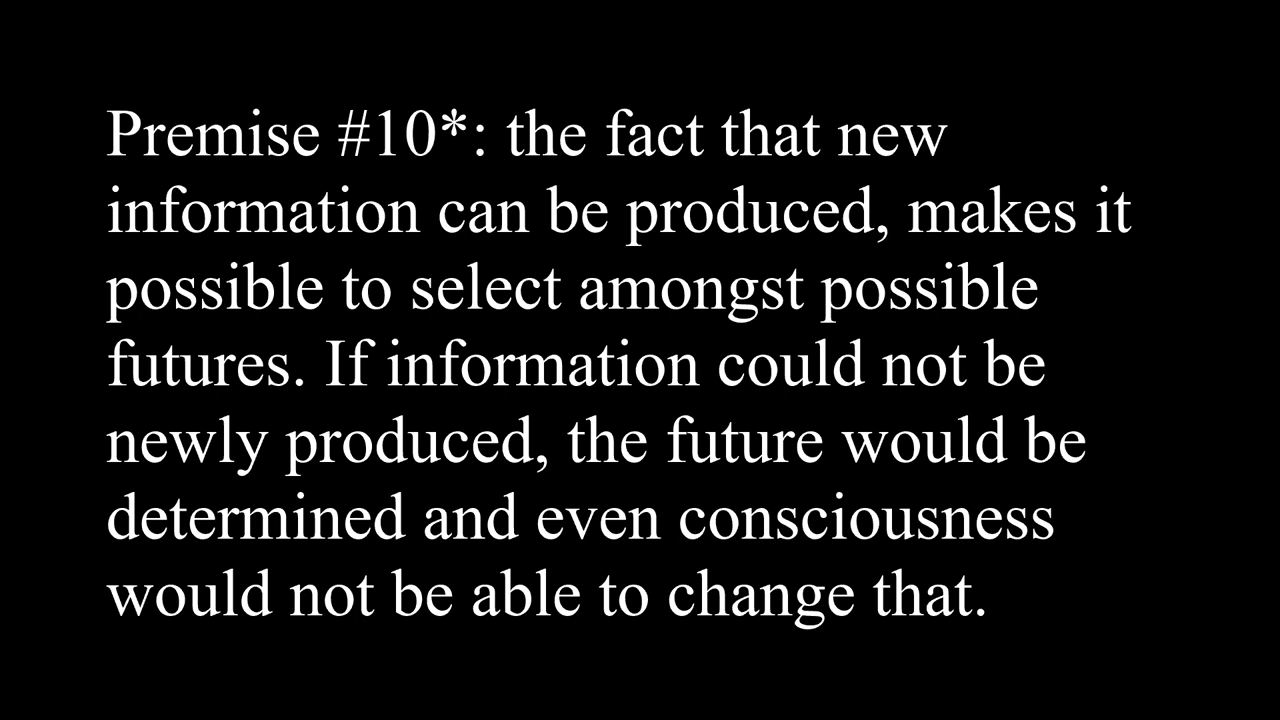 Premise #10*: the fact that new
information can be produced, makes it
possible to select amongst possible
futures. If information could not be
newly produced, the future would be
determined and even consciousness
would not be able to change that.